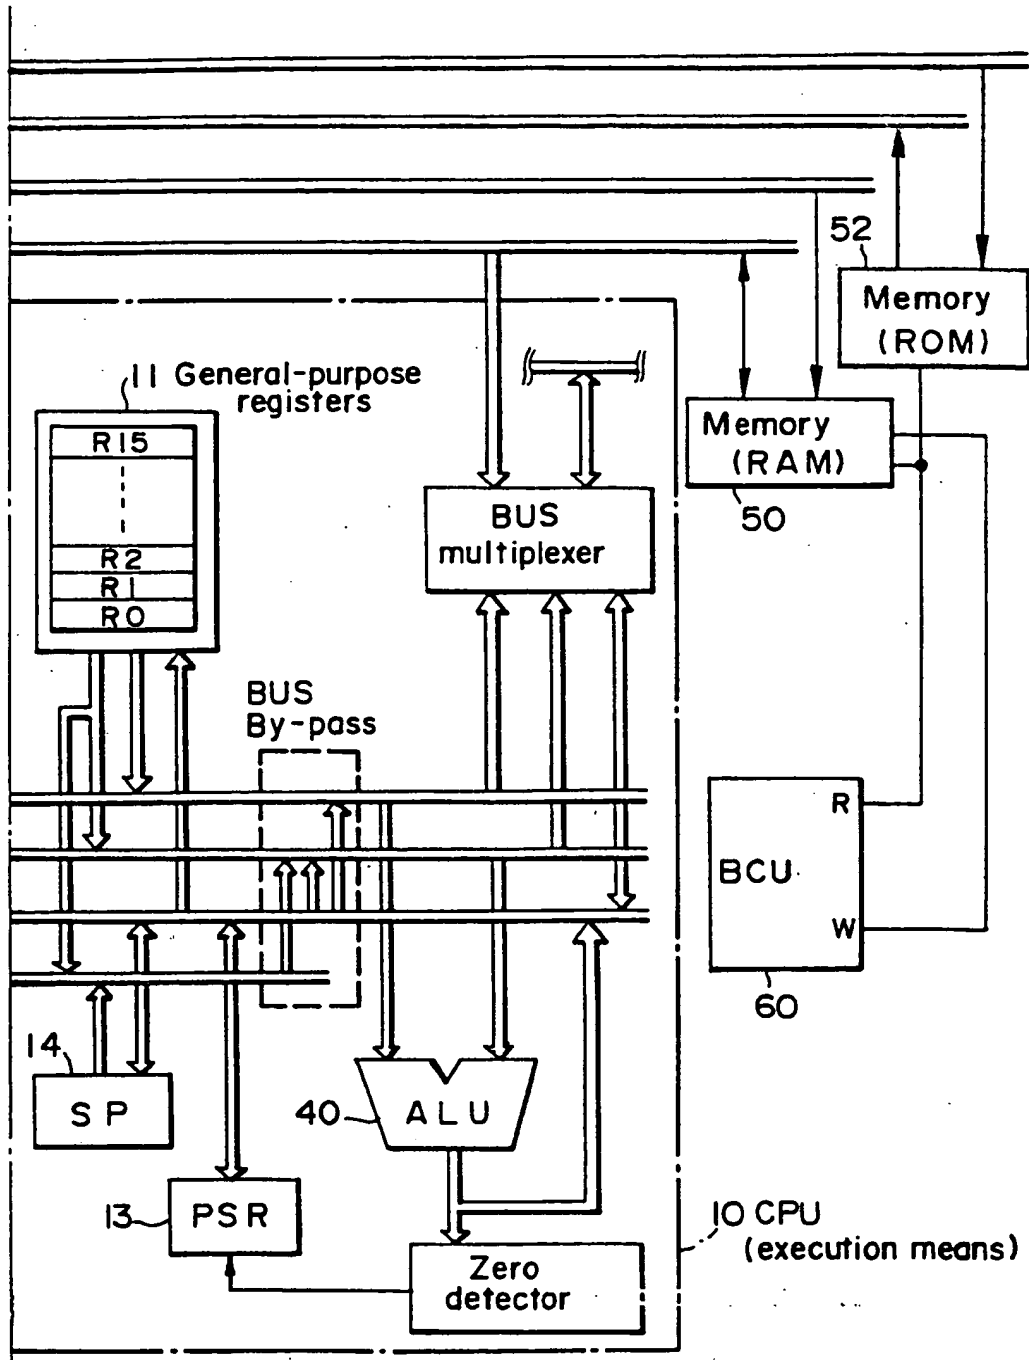 52
Memory
(ROM)
11 General-purpose
registers
R15
R2
R1
R0
Memory
(RAM)
50
BUS
multiplexer
BUS
By-pass
R
BCU
W
60
14
SP
40
ALU
13
PSR
10 CPU
(execution means)
Zero
detector